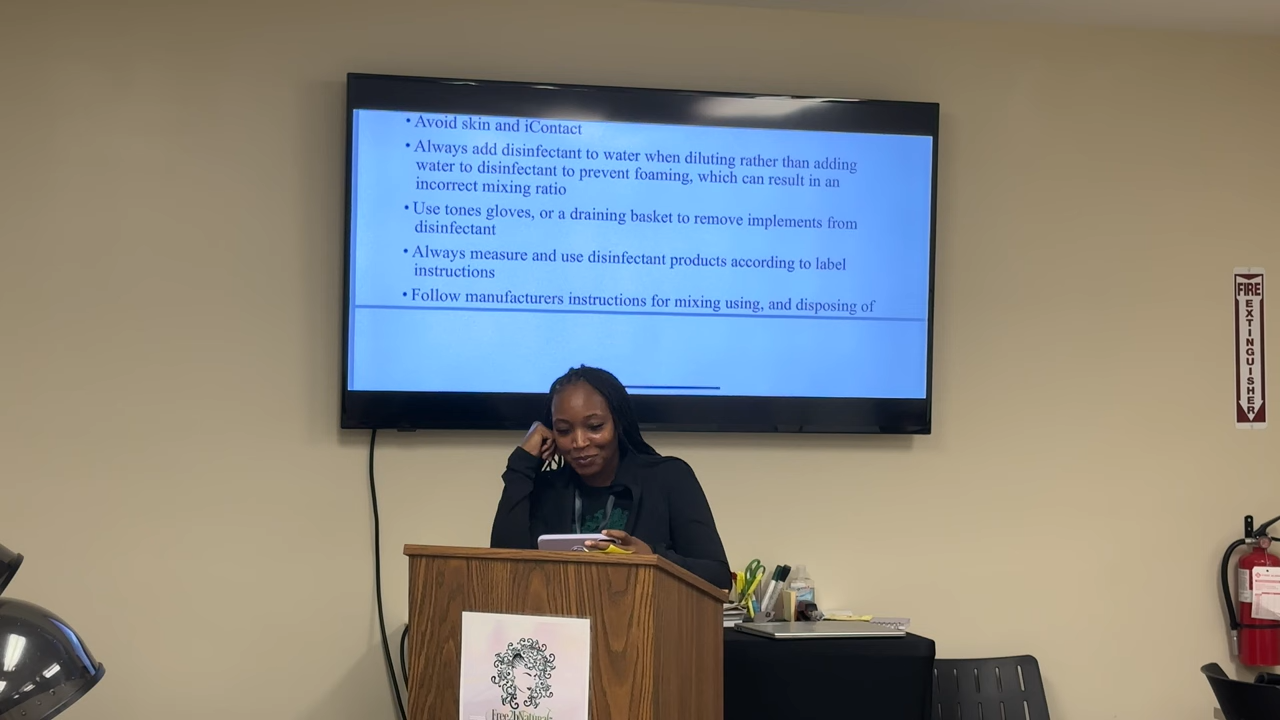 • Avoid skin and iContact
• Always add disinfectant to water when diluting rather than adding
water to disinfectant to prevent foaming, which can result in an
incorrect mixing ratio
• Use tones gloves, or a draining basket to remove implements from
disinfectant
• Always measure and use disinfectant products according to label
instructions
• Follow manufacturers instructions for mixing using, and disposing of
FIRE
EXTINGUISHER
Free2bNatural